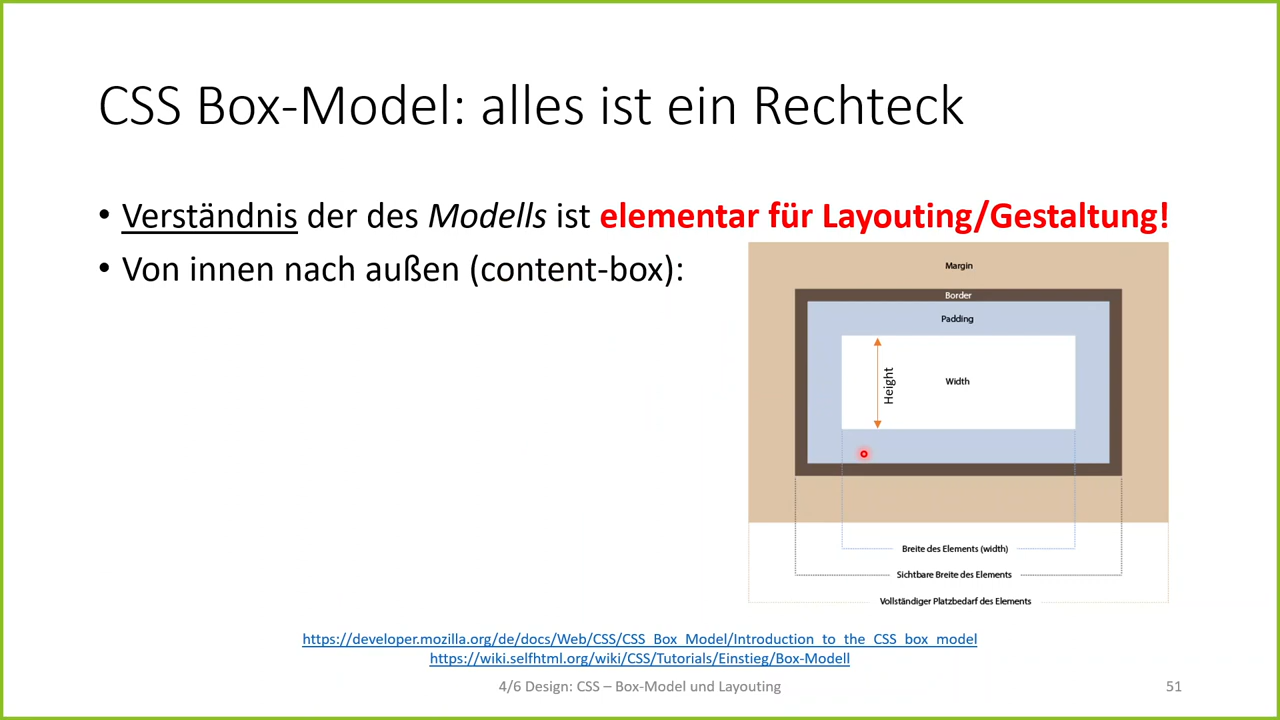 CSS Box-Model: alles ist ein Rechteck
• Verständnis der des Modells ist elementar für Layouting/Gestaltung!
• Von innen nach außen (content-box):
Margin
Border
Padding
Height
Width
Breite des Elements (width)
Sichtbare Breite des Elements
Vollständiger Platzbedarf des Elements
https://developer.mozilla.org/de/docs/Web/CSS/CSS_Box_Model/Introduction_to_the_CSS_box_model
https://wiki.selfhtml.org/wiki/CSS/Tutorials/Einstieg/Box-Modell
4/6 Design: CSS – Box-Model und Layouting
51